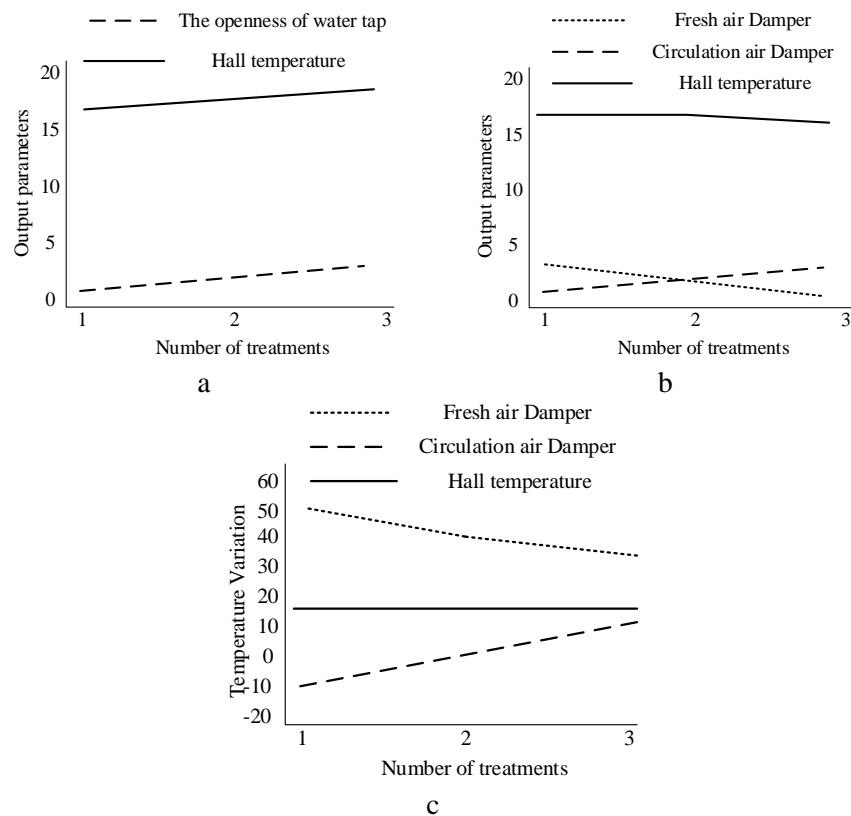 The openness of water tap
Hall temperature
20
15
10
5
0
Output parameters
1 2 3
Number of treatments
a
Fresh air Damper
Circulation air Damper
Hall temperature
20
15
10
5
0
Output parameters
1 2 3
Number of treatments
b
Fresh air Damper
Circulation air Damper
Hall temperature
60
50
40
30
20
10
0
-10
-20
Temperature Variation
1 2 3
Number of treatments
c